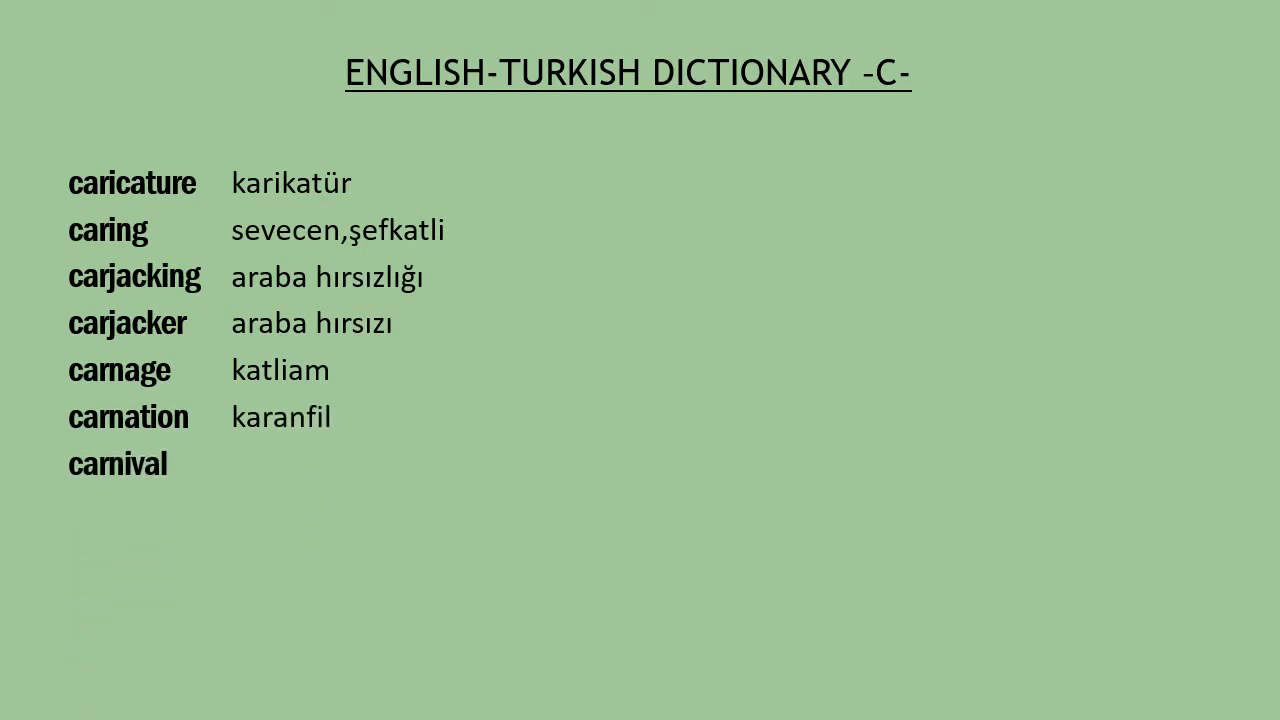 ENGLISH-TURKISH DICTIONARY –C-
caricature karikatür
caring sevecen,şefkatli
carjacking araba hırsızlığı
carjacker araba hırsızı
carnage katliam
carnation karanfil
carnival